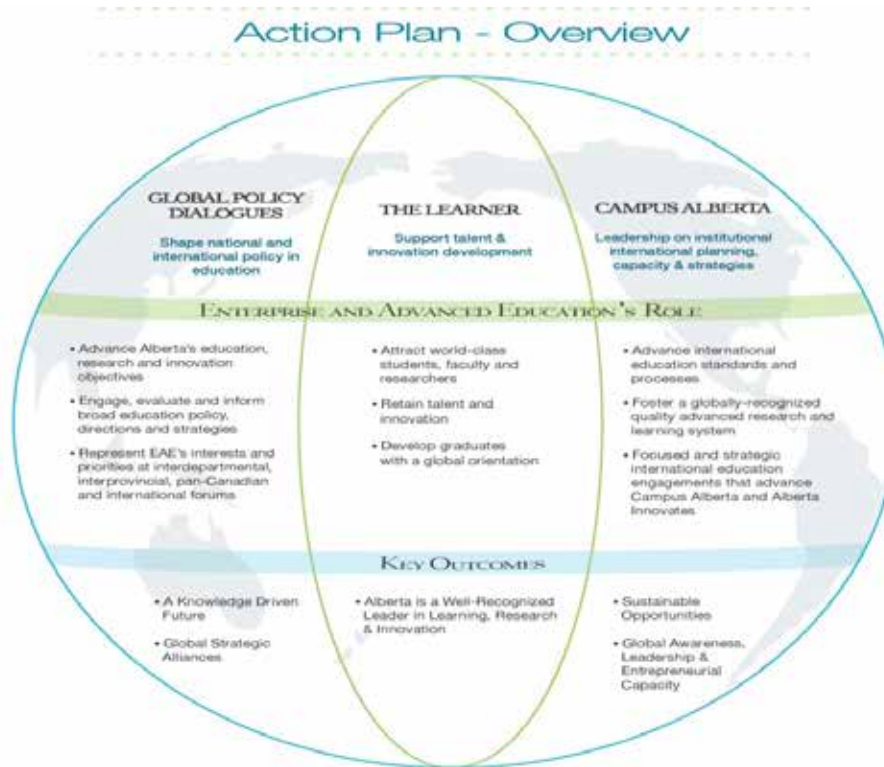 Action Plan - Overview
GLOBAL POLICY
DIALOGUES
Shape national and
international policy in
education
THE LEARNER
Support talent &
innovation development
CAMPUS ALBERTA
Leadership on institutional
international planning,
capacity & strategies
ENTERPRISE AND ADVANCED EDUCATION'S ROLE
• Advance Alberta's education,
research and innovation
objectives
• Engage, evaluate and inform
broad education policy,
directions and strategies
• Represent EAE's interests and
priorities at interdepartmental,
interprovincial, pan-Canadian
and international forums
• Attract world-class
students, faculty and
researchers
• Retain talent and
innovation
• Develop graduates
with a global orientation
• Advance international
education standards and
processes
• Foster a globally-recognized
quality advanced research and
learning system
• Focused and strategic
international education
engagements that advance
Campus Alberta and Alberta
Innovates
KEY OUTCOMES
• A Knowledge Driven
Future
• Global Strategic
Alliances
• Alberta is a Well-Recognized
Leader in Learning, Research
& Innovation
• Sustainable
Opportunities
• Global Awareness,
Leadership &
Entrepreneurial
Capacity